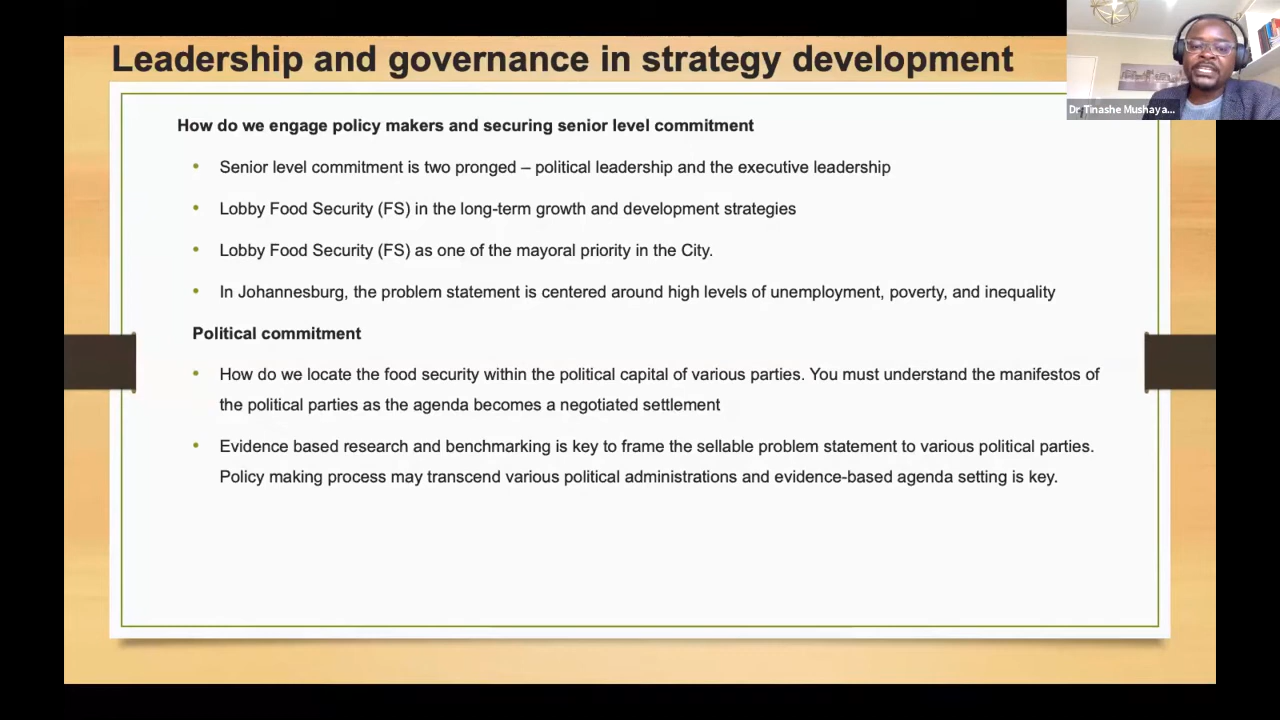 Leadership and governance in strategy development
Dr. Tinashe Mushaya...
How do we engage policy makers and securing senior level commitment
• Senior level commitment is two pronged – political leadership and the executive leadership
• Lobby Food Security (FS) in the long-term growth and development strategies
• Lobby Food Security (FS) as one of the mayoral priority in the City.
• In Johannesburg, the problem statement is centered around high levels of unemployment, poverty, and inequality
Political commitment
• How do we locate the food security within the political capital of various parties. You must understand the manifestos of
the political parties as the agenda becomes a negotiated settlement
• Evidence based research and benchmarking is key to frame the sellable problem statement to various political parties.
Policy making process may transcend various political administrations and evidence-based agenda setting is key.